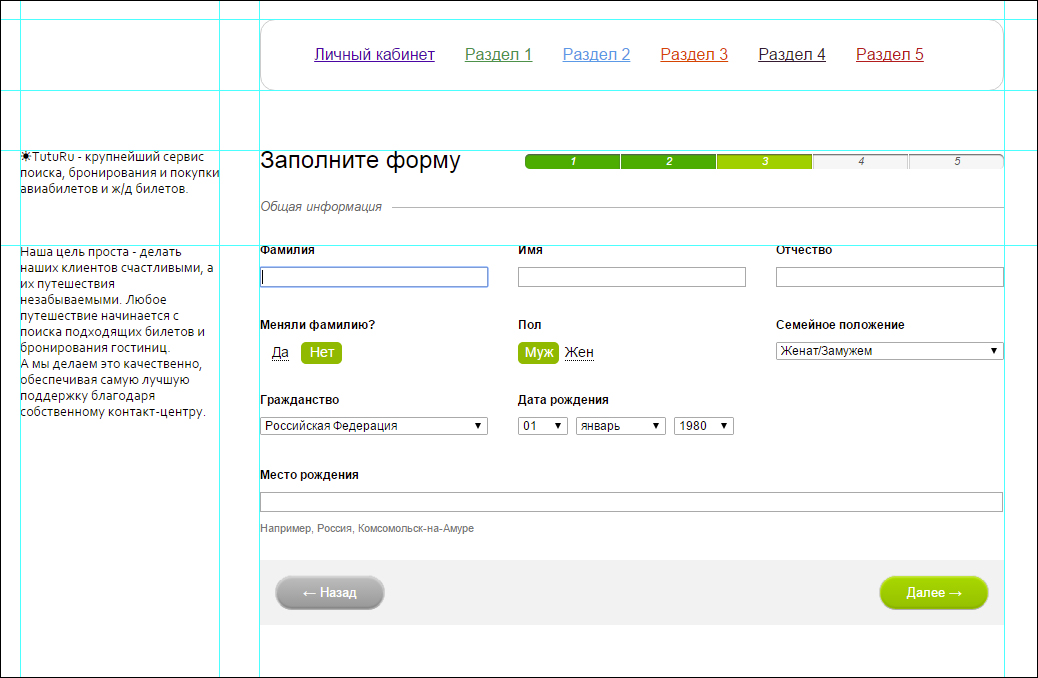 Личный кабинет Раздел 1 Раздел 2 Раздел 3 Раздел 4 Раздел 5
☀TutuRu - крупнейший сервис
поиска, бронирования и покупки
авиабилетов и ж/д билетов.
Наша цель проста - делать
наших клиентов счастливыми, а
их путешествия
незабываемыми. Любое
путешествие начинается с
поиска подходящих билетов и
бронирования гостиниц.
А мы делаем это качественно,
обеспечивая самую лучшую
поддержку благодаря
собственному контакт-центру.
Заполните форму
1 2 3 4 5
Общая информация
Фамилия Имя Отчество
Меняли фамилию? Пол Семейное положение
Да Нет Муж Жен Женат/Замужем
Гражданство Дата рождения
Российская Федерация 01 январь 1980
Место рождения
Например, Россия, Комсомольск-на-Амуре
← Назад Далее →